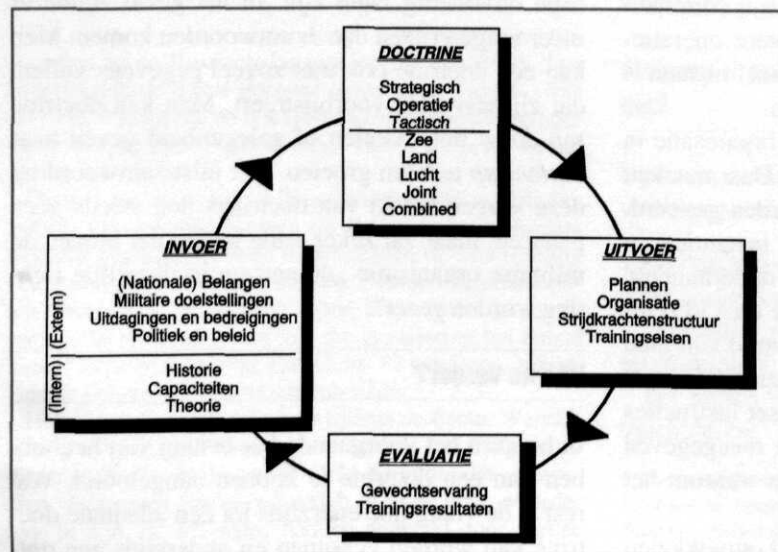 DOCTRINE
Strategisch
Operatief
Tactisch
Zee
Land
Lucht
Joint
Combined
INVOER
(Extern)
(Nationale) Belangen
Militaire doelstellingen
Uitdagingen en bedreigingen
Politiek en beleid
(Intern)
Historie
Capaciteiten
Theorie
UITVOER
Plannen
Organisatie
Strijdkrachtenstructuur
Trainingselsen
EVALUATIE
Gevechtservaring
Trainingsresultaten